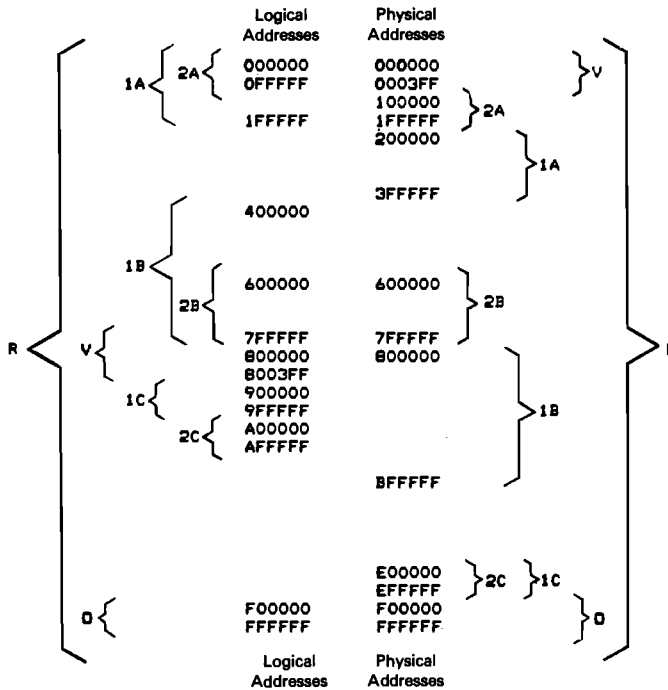 Logical Physical
Addresses Addresses
2A 000000 000000 V
1A 0FFFFF 0003FF
100000 2A
1FFFFF 1FFFFF
200000
1A
3FFFFF
400000
1B
600000 600000
2B 2B
7FFFFF 7FFFFF
R V 800000 800000
8003FF
1C 900000
9FFFFF 1B
2C A00000
AFFFFF
BFFFFF
E00000 2C 1C
EFFFFF
O F00000 F00000 O
FFFFFF FFFFFF
Logical Physical
Addresses Addresses